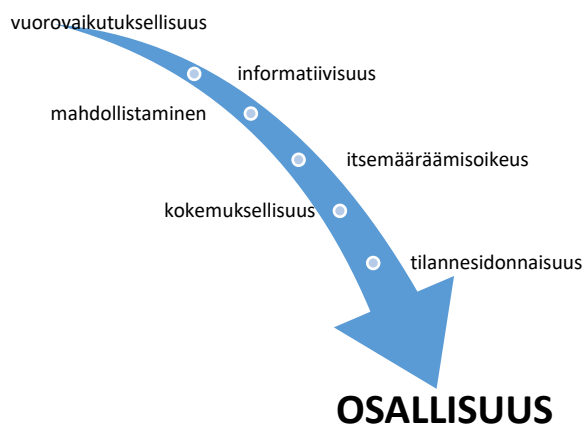 vuorovaikutuksellisuus
informatiivisuus
mahdollistaminen
itsemääräämisoikeus
kokemuksellisuus
tilannesidonnaisuus
OSALLISUUS